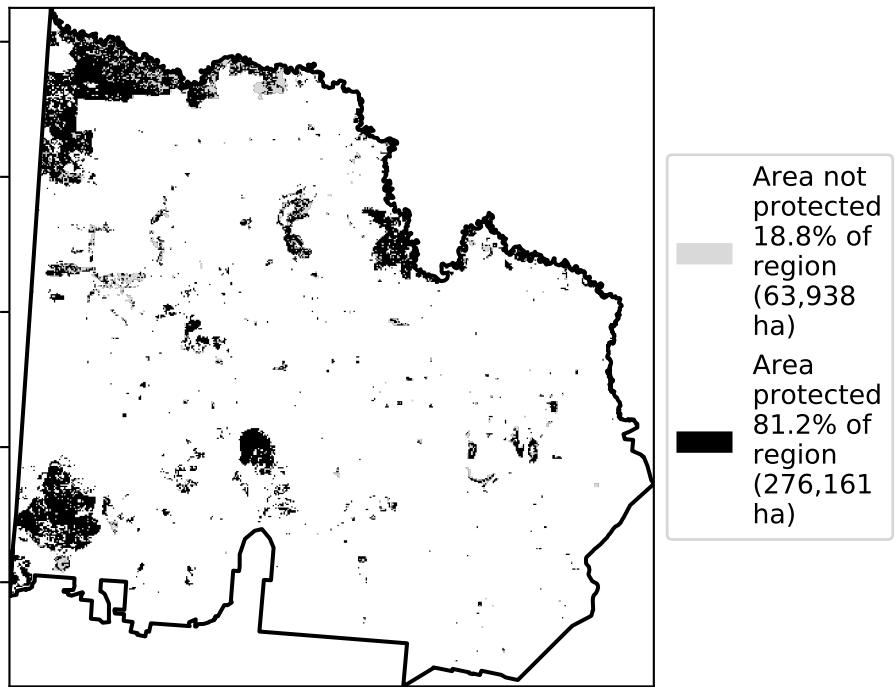 Area not
protected
18.8% of
region
(63,938
ha)
Area
protected
81.2% of
region
(276,161
ha)